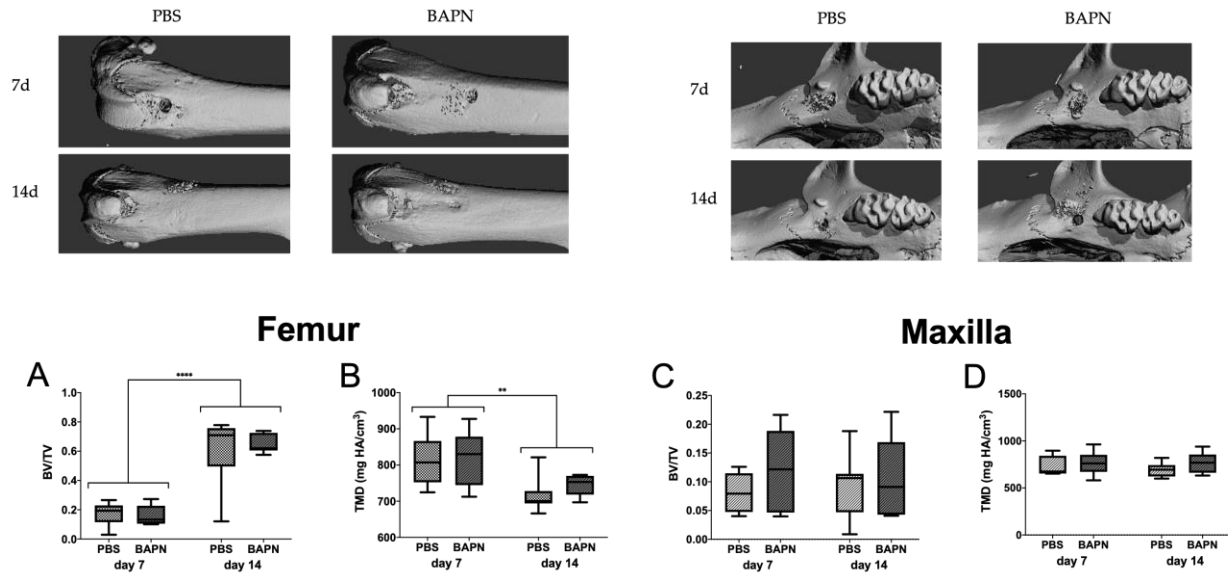 PBS BAPN PBS BAPN
7d 7d
14d 14d
Femur Maxilla
A
BV/TV
1.0
0.8
0.6
0.4
0.2
0.0
****
PBS BAPN PBS BAPN
day 7 day 14
B
TMD (mg HA/cm³)
1000
900
800
700
600
**
PBS BAPN PBS BAPN
day 7 day 14
C
BV/TV
0.25
0.20
0.15
0.10
0.05
0.00
PBS BAPN PBS BAPN
day 7 day 14
D
TMD (mg HA/cm³)
1500
1000
500
0
PBS BAPN PBS BAPN
day 7 day 14